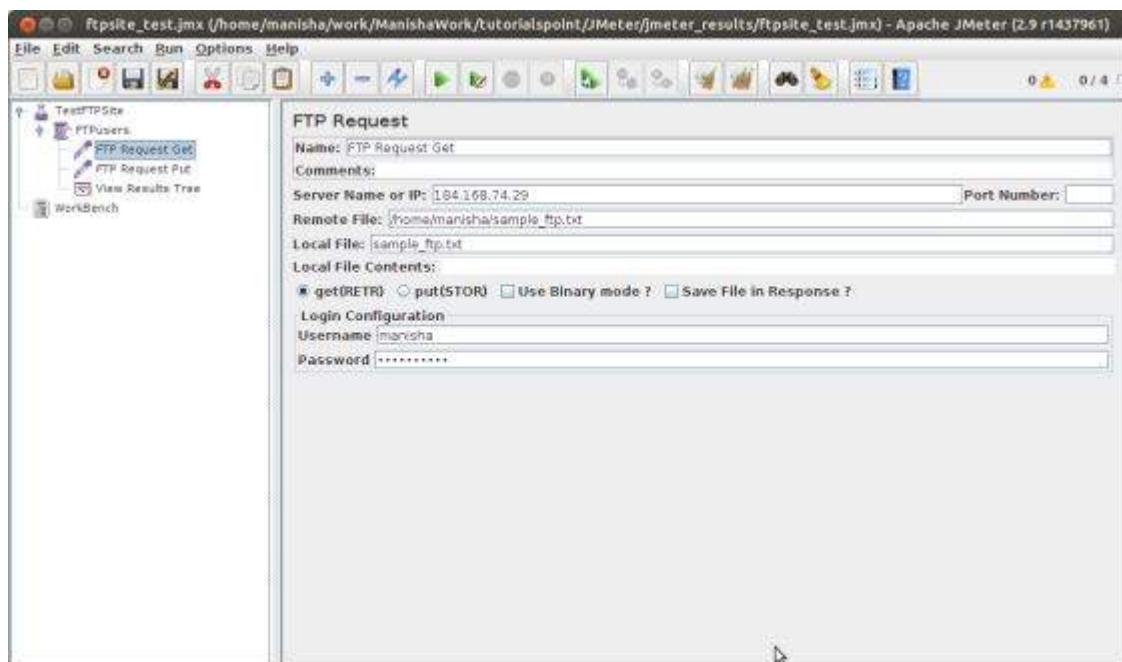 ftpsite_test.jmx (/home/manisha/work/ManishaWork/tutorialspoint/JMeter/jmeter_results/ftpsite_test.jmx) - Apache JMeter (2.9 r1437961)
File Edit Search Run Options Help
0 0 / 4
TestFTPSite
FTPusers
FTP Request Get
FTP Request Put
View Results Tree
WorkBench
FTP Request
Name: FTP Request Get
Comments:
Server Name or IP: 184.168.74.29 Port Number:
Remote File: /home/manisha/sample_ftp.txt
Local File: sample_ftp.txt
Local File Contents:
get(RETR) put(STOR) Use Binary mode ? Save File in Response ?
Login Configuration
Username manisha
Password ••••••••••